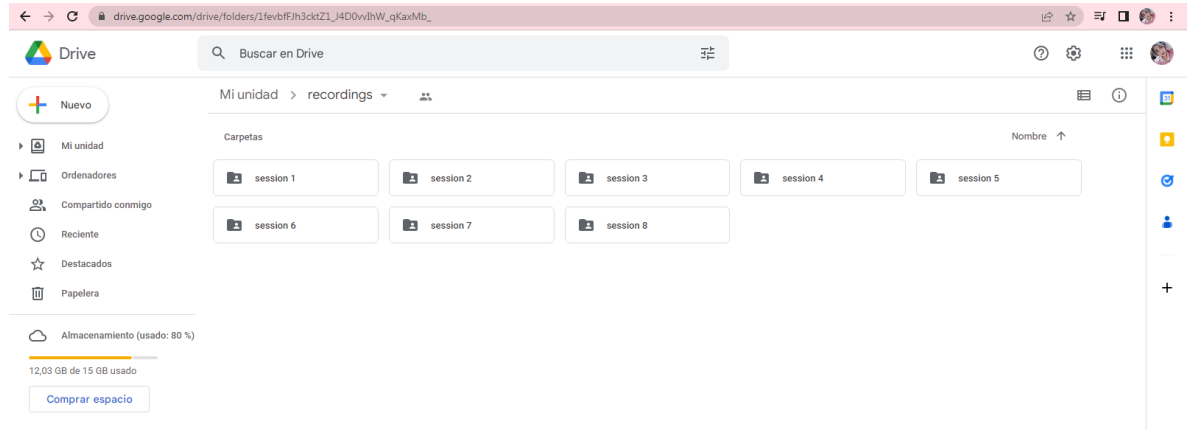 drive.google.com/drive/folders/1fevbfFJh3cktZ1_J4D0vvIhW_qKaxMb_
Drive
Buscar en Drive
Nuevo
Mi unidad > recordings
Mi unidad
Ordenadores
Compartido conmigo
Reciente
Destacados
Papelera
Almacenamiento (usado: 80 %)
12,03 GB de 15 GB usado
Comprar espacio
Carpetas Nombre
session 1 session 2 session 3 session 4 session 5
session 6 session 7 session 8
31